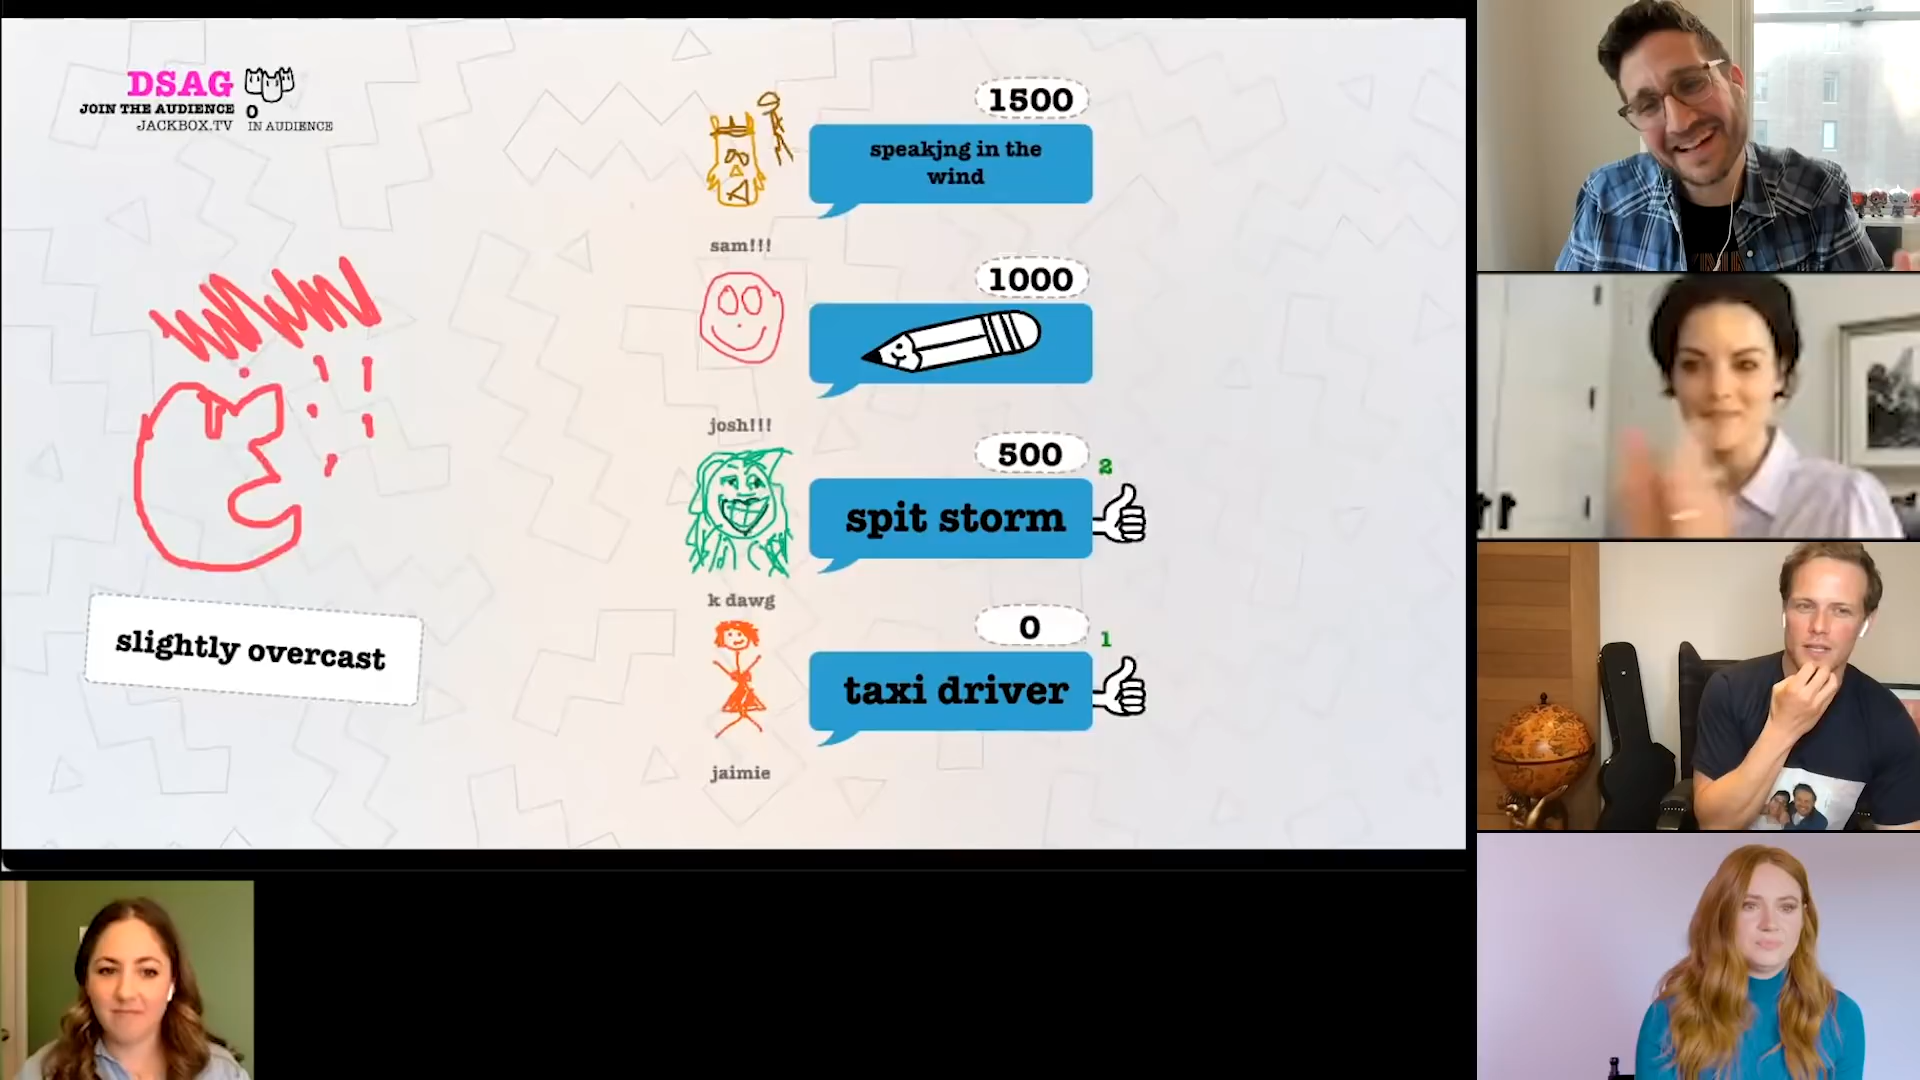 DSAG
JOIN THE AUDIENCE
JACKBOX.TV
0
IN AUDIENCE
slightly overcast
1500
speakjng in the
wind
sam!!!
1000
josh!!!
500
2
spit storm
k dawg
0
1
taxi driver
jaimie